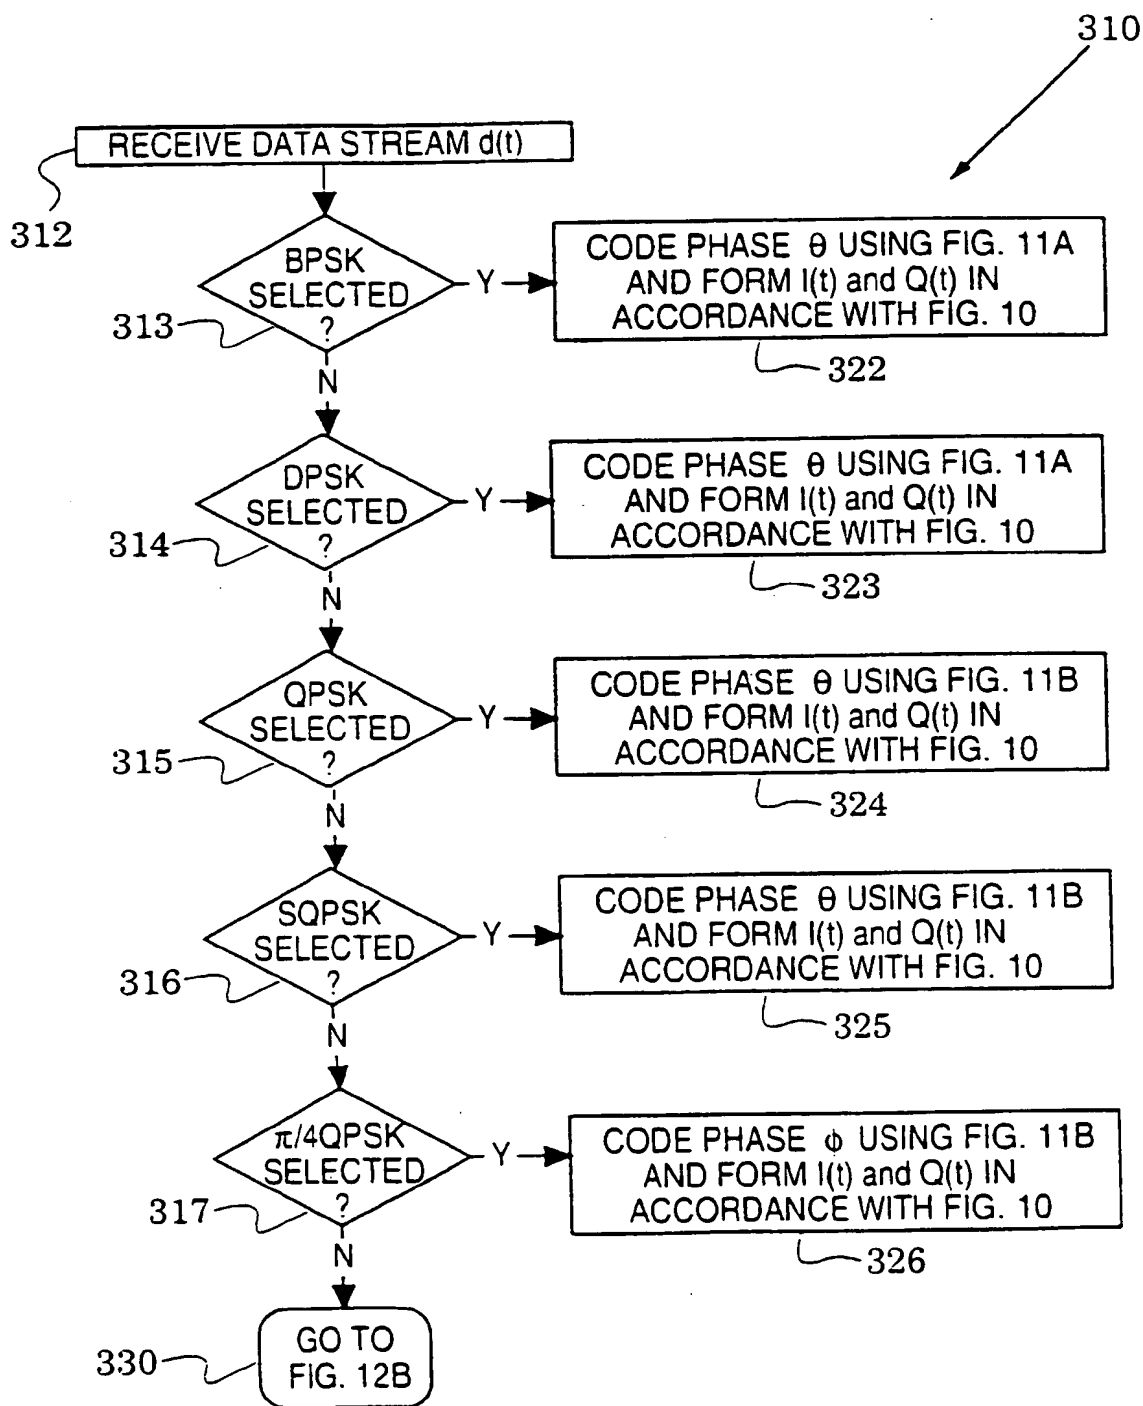 310
RECEIVE DATA STREAM d(t)
312
BPSK
SELECTED
?
313
Y
CODE PHASE θ USING FIG. 11A
AND FORM I(t) and Q(t) IN
ACCORDANCE WITH FIG. 10
322
N
DPSK
SELECTED
?
314
Y
CODE PHASE θ USING FIG. 11A
AND FORM I(t) and Q(t) IN
ACCORDANCE WITH FIG. 10
323
N
QPSK
SELECTED
?
315
Y
CODE PHASE θ USING FIG. 11B
AND FORM I(t) and Q(t) IN
ACCORDANCE WITH FIG. 10
324
N
SQPSK
SELECTED
?
316
Y
CODE PHASE θ USING FIG. 11B
AND FORM I(t) and Q(t) IN
ACCORDANCE WITH FIG. 10
325
N
π/4QPSK
SELECTED
?
317
Y
CODE PHASE ϕ USING FIG. 11B
AND FORM I(t) and Q(t) IN
ACCORDANCE WITH FIG. 10
326
N
GO TO
FIG. 12B
330